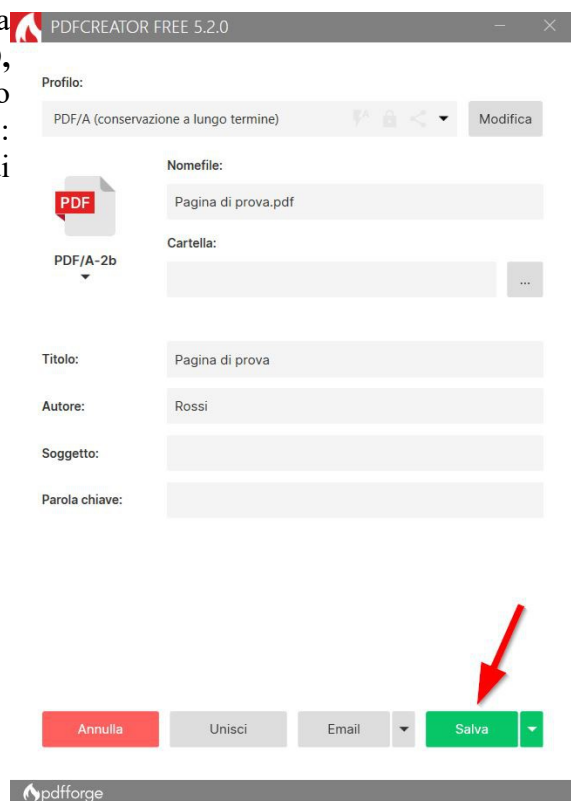 a
PDFCREATOR FREE 5.2.0
,
Profilo:
o
PDF/A (conservazione a lungo termine)
Modifica
:
i
Nomefile:
PDF
Pagina di prova.pdf
Cartella:
PDF/A-2b
...
Titolo:
Pagina di prova
Autore:
Rossi
Soggetto:
Parola chiave:
Annulla
Unisci
Email
Salva
pdfforge